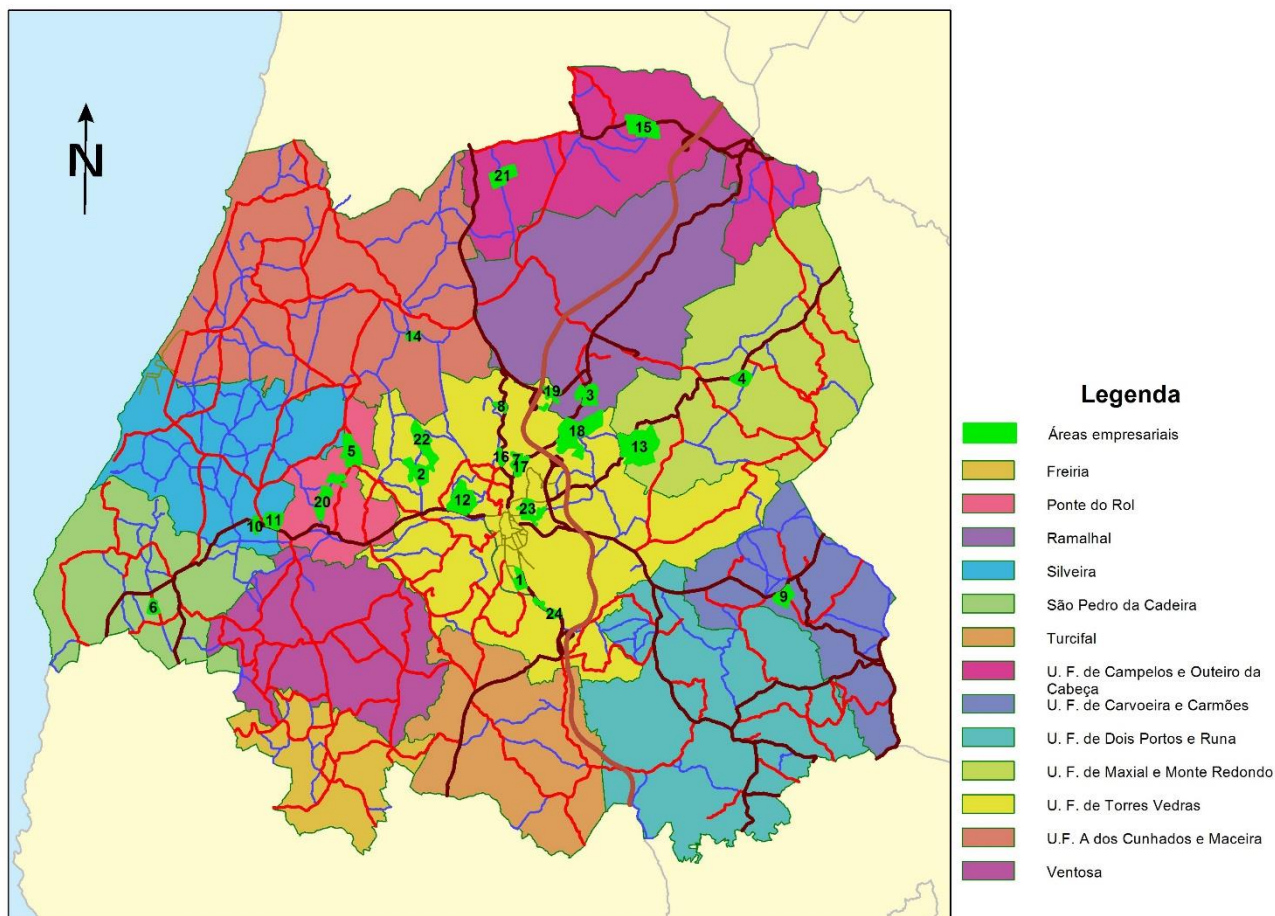 N
15
21
14
19
3
4
8
18
22
5
16
7
17
13
2
20
12
23
10
11
1
9
6
24
Legenda
Áreas empresariais
Freiria
Ponte do Rol
Ramalhal
Silveira
São Pedro da Cadeira
Turcifal
U. F. de Campelos e Outeiro da
Cabeça
U. F. de Carvoeira e Carmões
U. F. de Dois Portos e Runa
U. F. de Maxial e Monte Redondo
U. F. de Torres Vedras
U.F. A dos Cunhados e Maceira
Ventosa